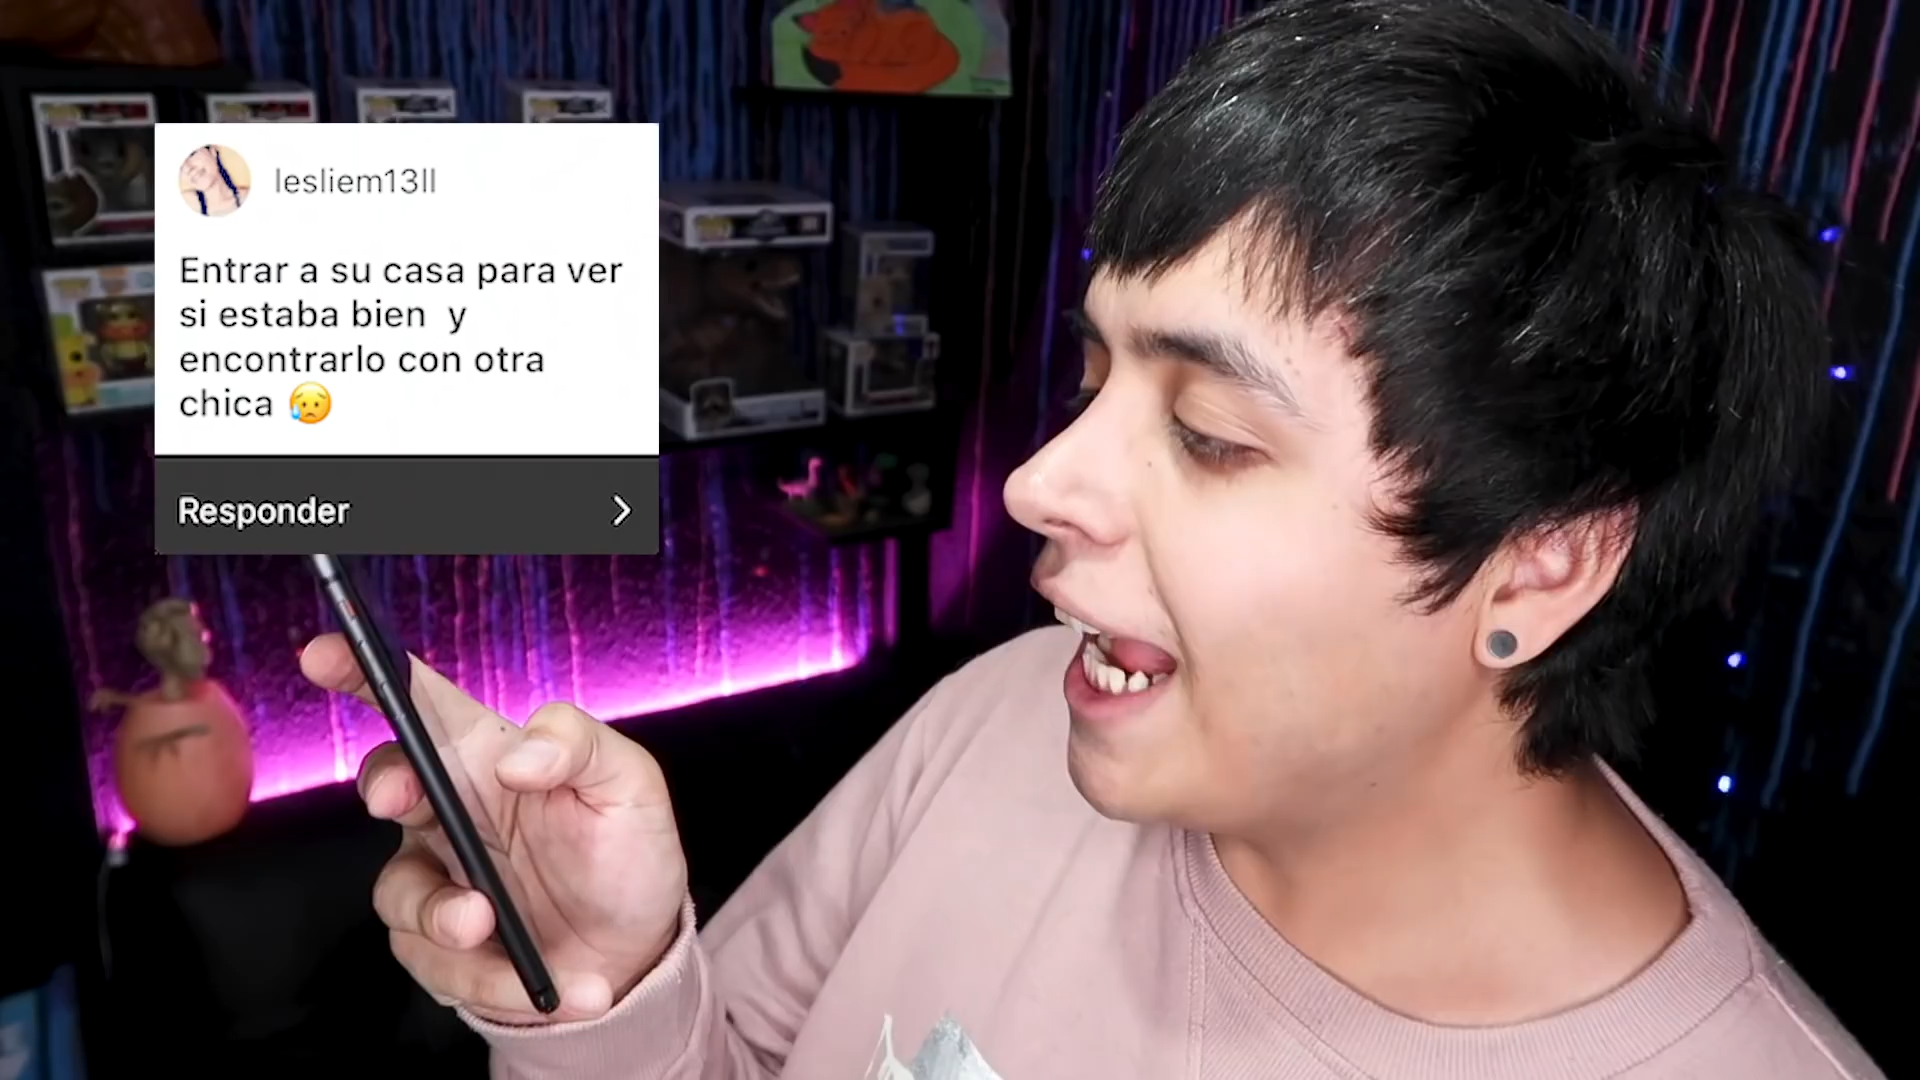 lesliem13ll
Entrar a su casa para ver
si estaba bien  y
encontrarlo con otra
chica 😥
Responder